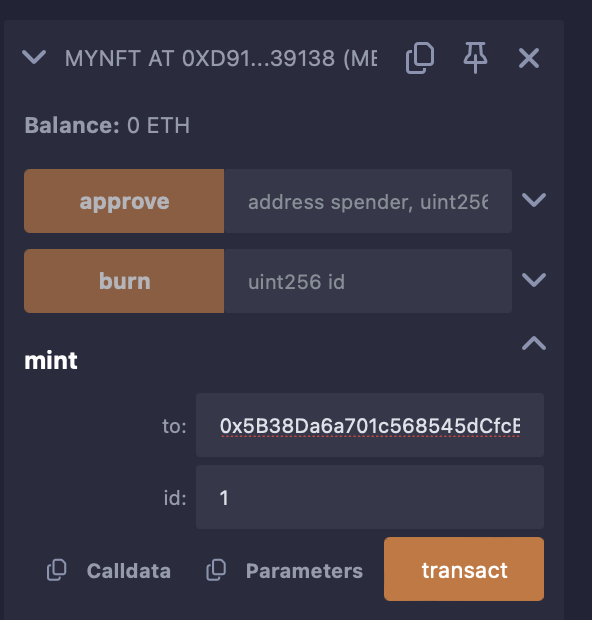 MYNFT AT 0XD91...39138 (ME
Balance: 0 ETH
approve address spender, uint256
burn uint256 id
mint
to: 0x5B38Da6a701c568545dCfcB
id: 1
Calldata Parameters transact